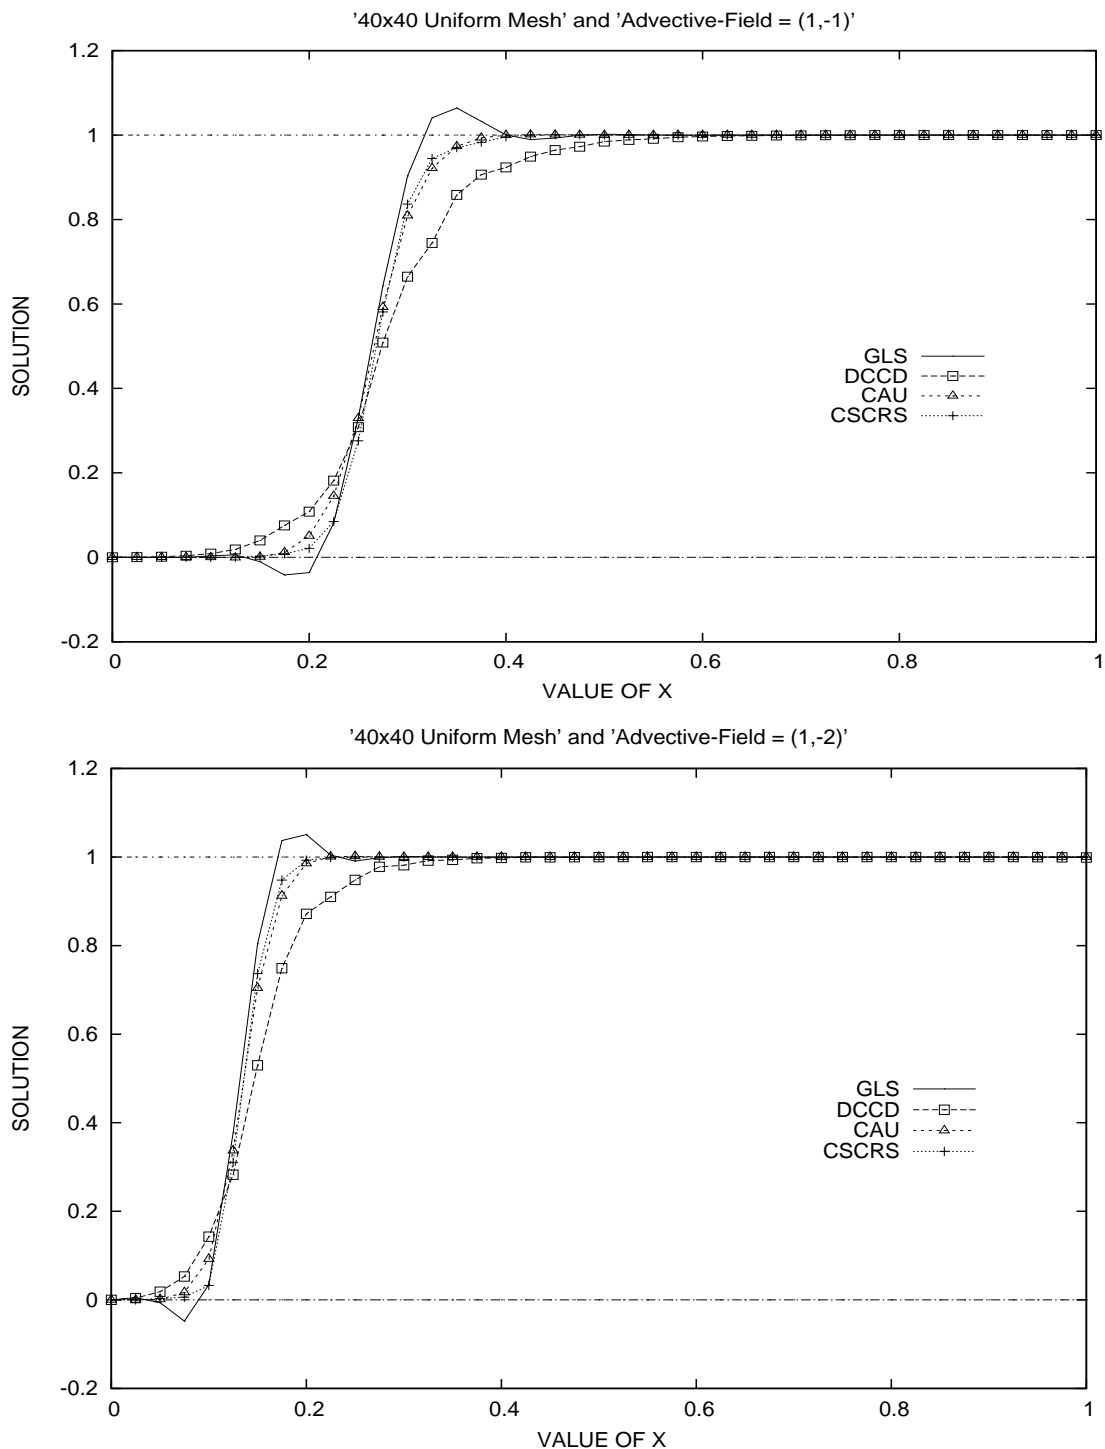 '40x40 Uniform Mesh' and 'Advective-Field = (1,-1)'
1.2
1
0.8
0.6
0.4
0.2
0
-0.2
SOLUTION
GLS
DCCD
CAU
CSCRS
0 0.2 0.4 0.6 0.8 1
VALUE OF X
'40x40 Uniform Mesh' and 'Advective-Field = (1,-2)'
1.2
1
0.8
0.6
0.4
0.2
0
-0.2
SOLUTION
GLS
DCCD
CAU
CSCRS
0 0.2 0.4 0.6 0.8 1
VALUE OF X